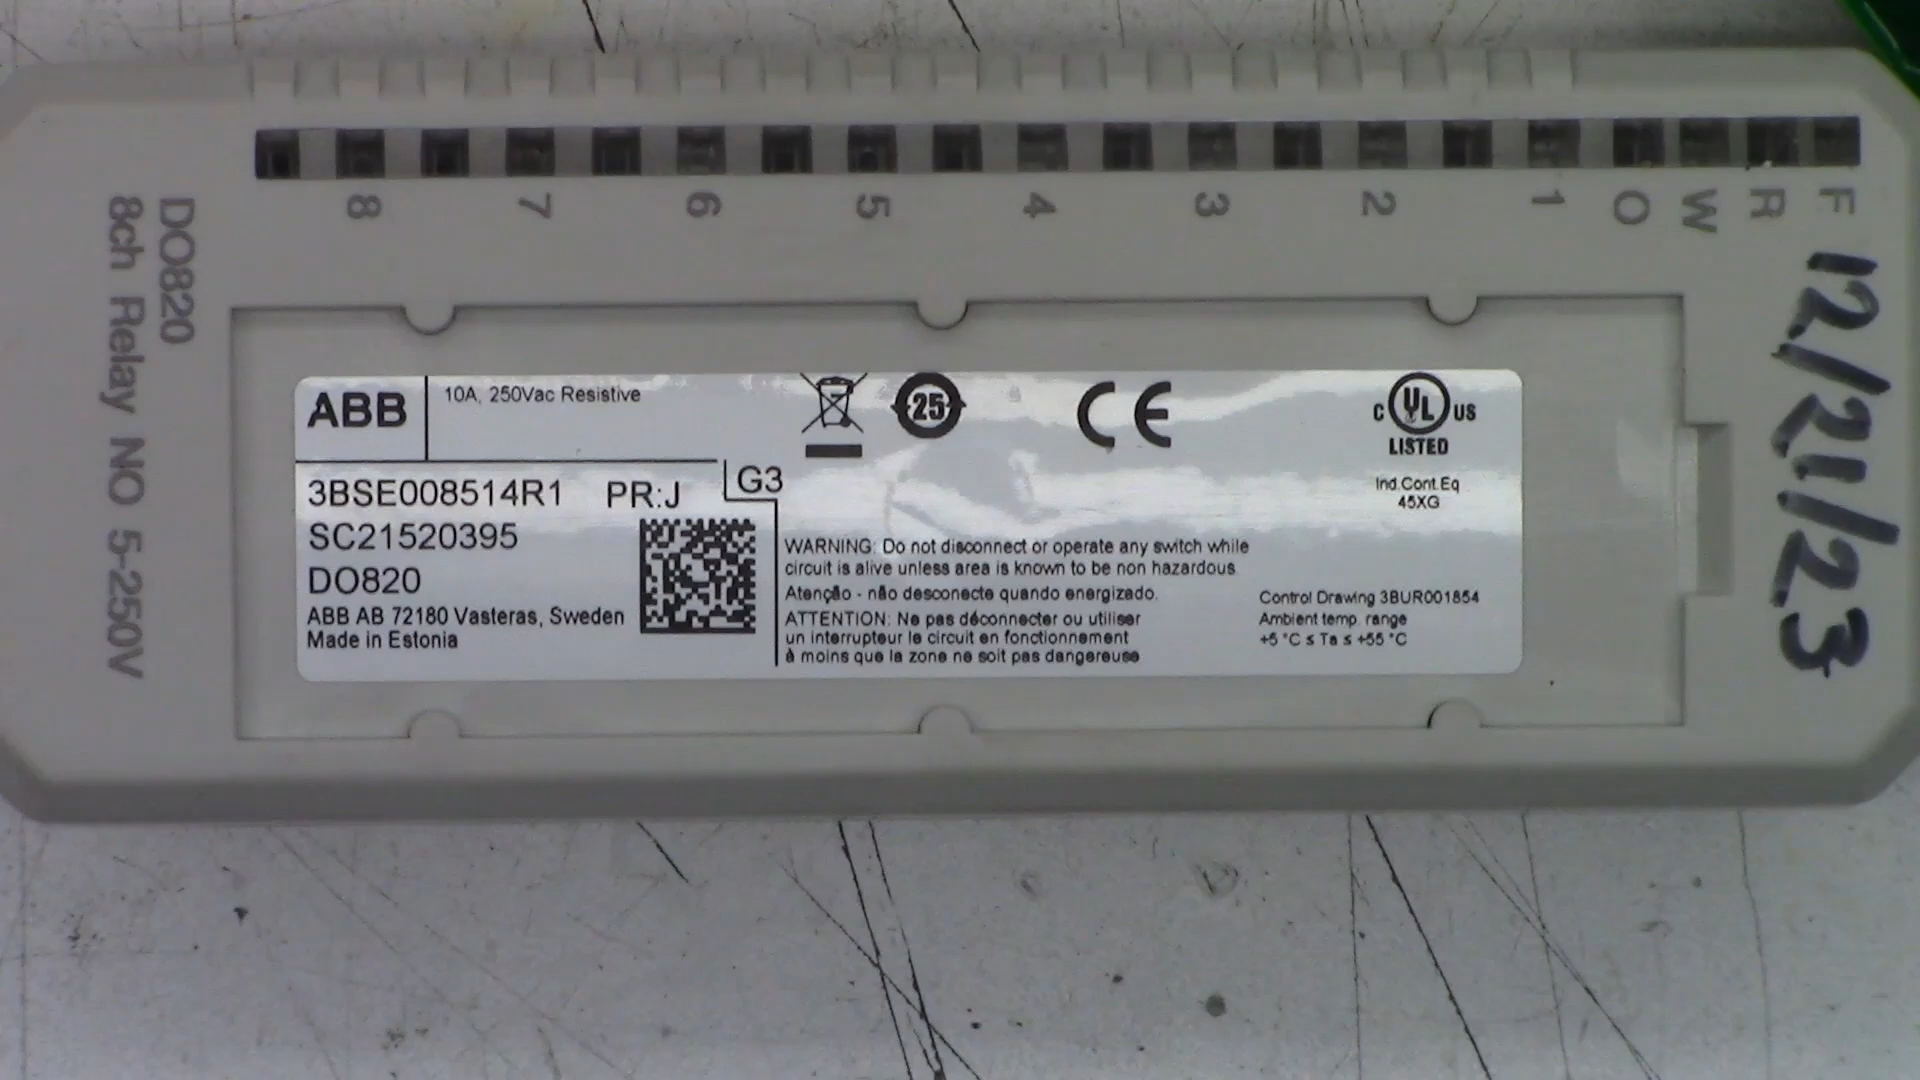 DO820
8ch Relay NO 5-250V
8
7
6
5
4
3
2
1
O
W
R
F
12/21/23
ABB
10A, 250Vac Resistive
25
CE
C UL US
LISTED
Ind.Cont.Eq
45XG
G3
3BSE008514R1 PR:J
SC21520395
DO820
ABB AB 72180 Vasteras, Sweden
Made in Estonia
WARNING: Do not disconnect or operate any switch while
circuit is alive unless area is known to be non hazardous.
Atenção - não desconecte quando energizado.
ATTENTION: Ne pas déconnecter ou utiliser
un interrupteur le circuit en fonctionnement
à moins que la zone ne soit pas dangereuse
Control Drawing 3BUR001854
Ambient temp. range
+5 °C ≤ Ta ≤ +55 °C